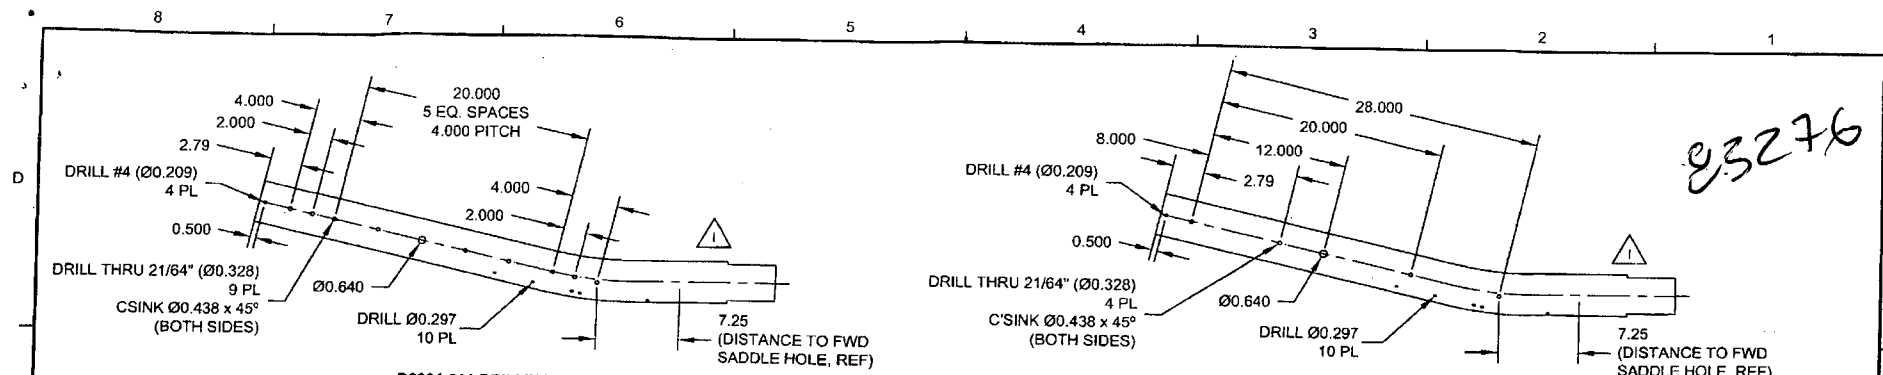 8 7 6 5 4 3 2 1
D
20.000
5 EQ. SPACES
4.000 PITCH
4.000
2.000
2.79
DRILL #4 (Ø0.209)
4 PL
4.000
2.000
0.500
DRILL THRU 21/64" (Ø0.328)
9 PL
CSINK Ø0.438 x 45°
(BOTH SIDES)
Ø0.640
DRILL Ø0.297
10 PL
1
7.25
(DISTANCE TO FWD
SADDLE HOLE, REF)
28.000
20.000
8.000
12.000
2.79
DRILL #4 (Ø0.209)
4 PL
0.500
DRILL THRU 21/64" (Ø0.328)
4 PL
C'SINK Ø0.438 x 45°
(BOTH SIDES)
Ø0.640
DRILL Ø0.297
10 PL
1
7.25
(DISTANCE TO FWD
SADDLE HOLE, REF)
83276